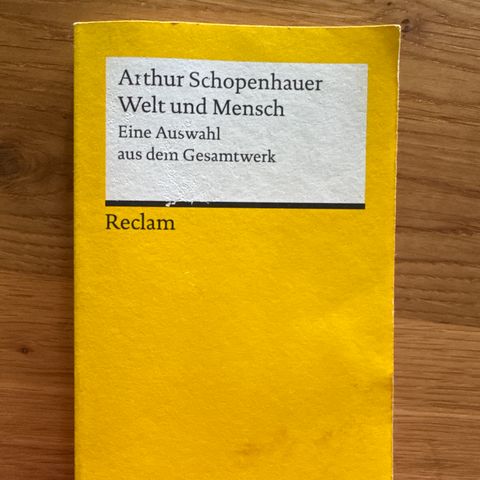 Arthur Schopenhauer
Welt und Mensch
Eine Auswahl
aus dem Gesamtwerk
Reclam